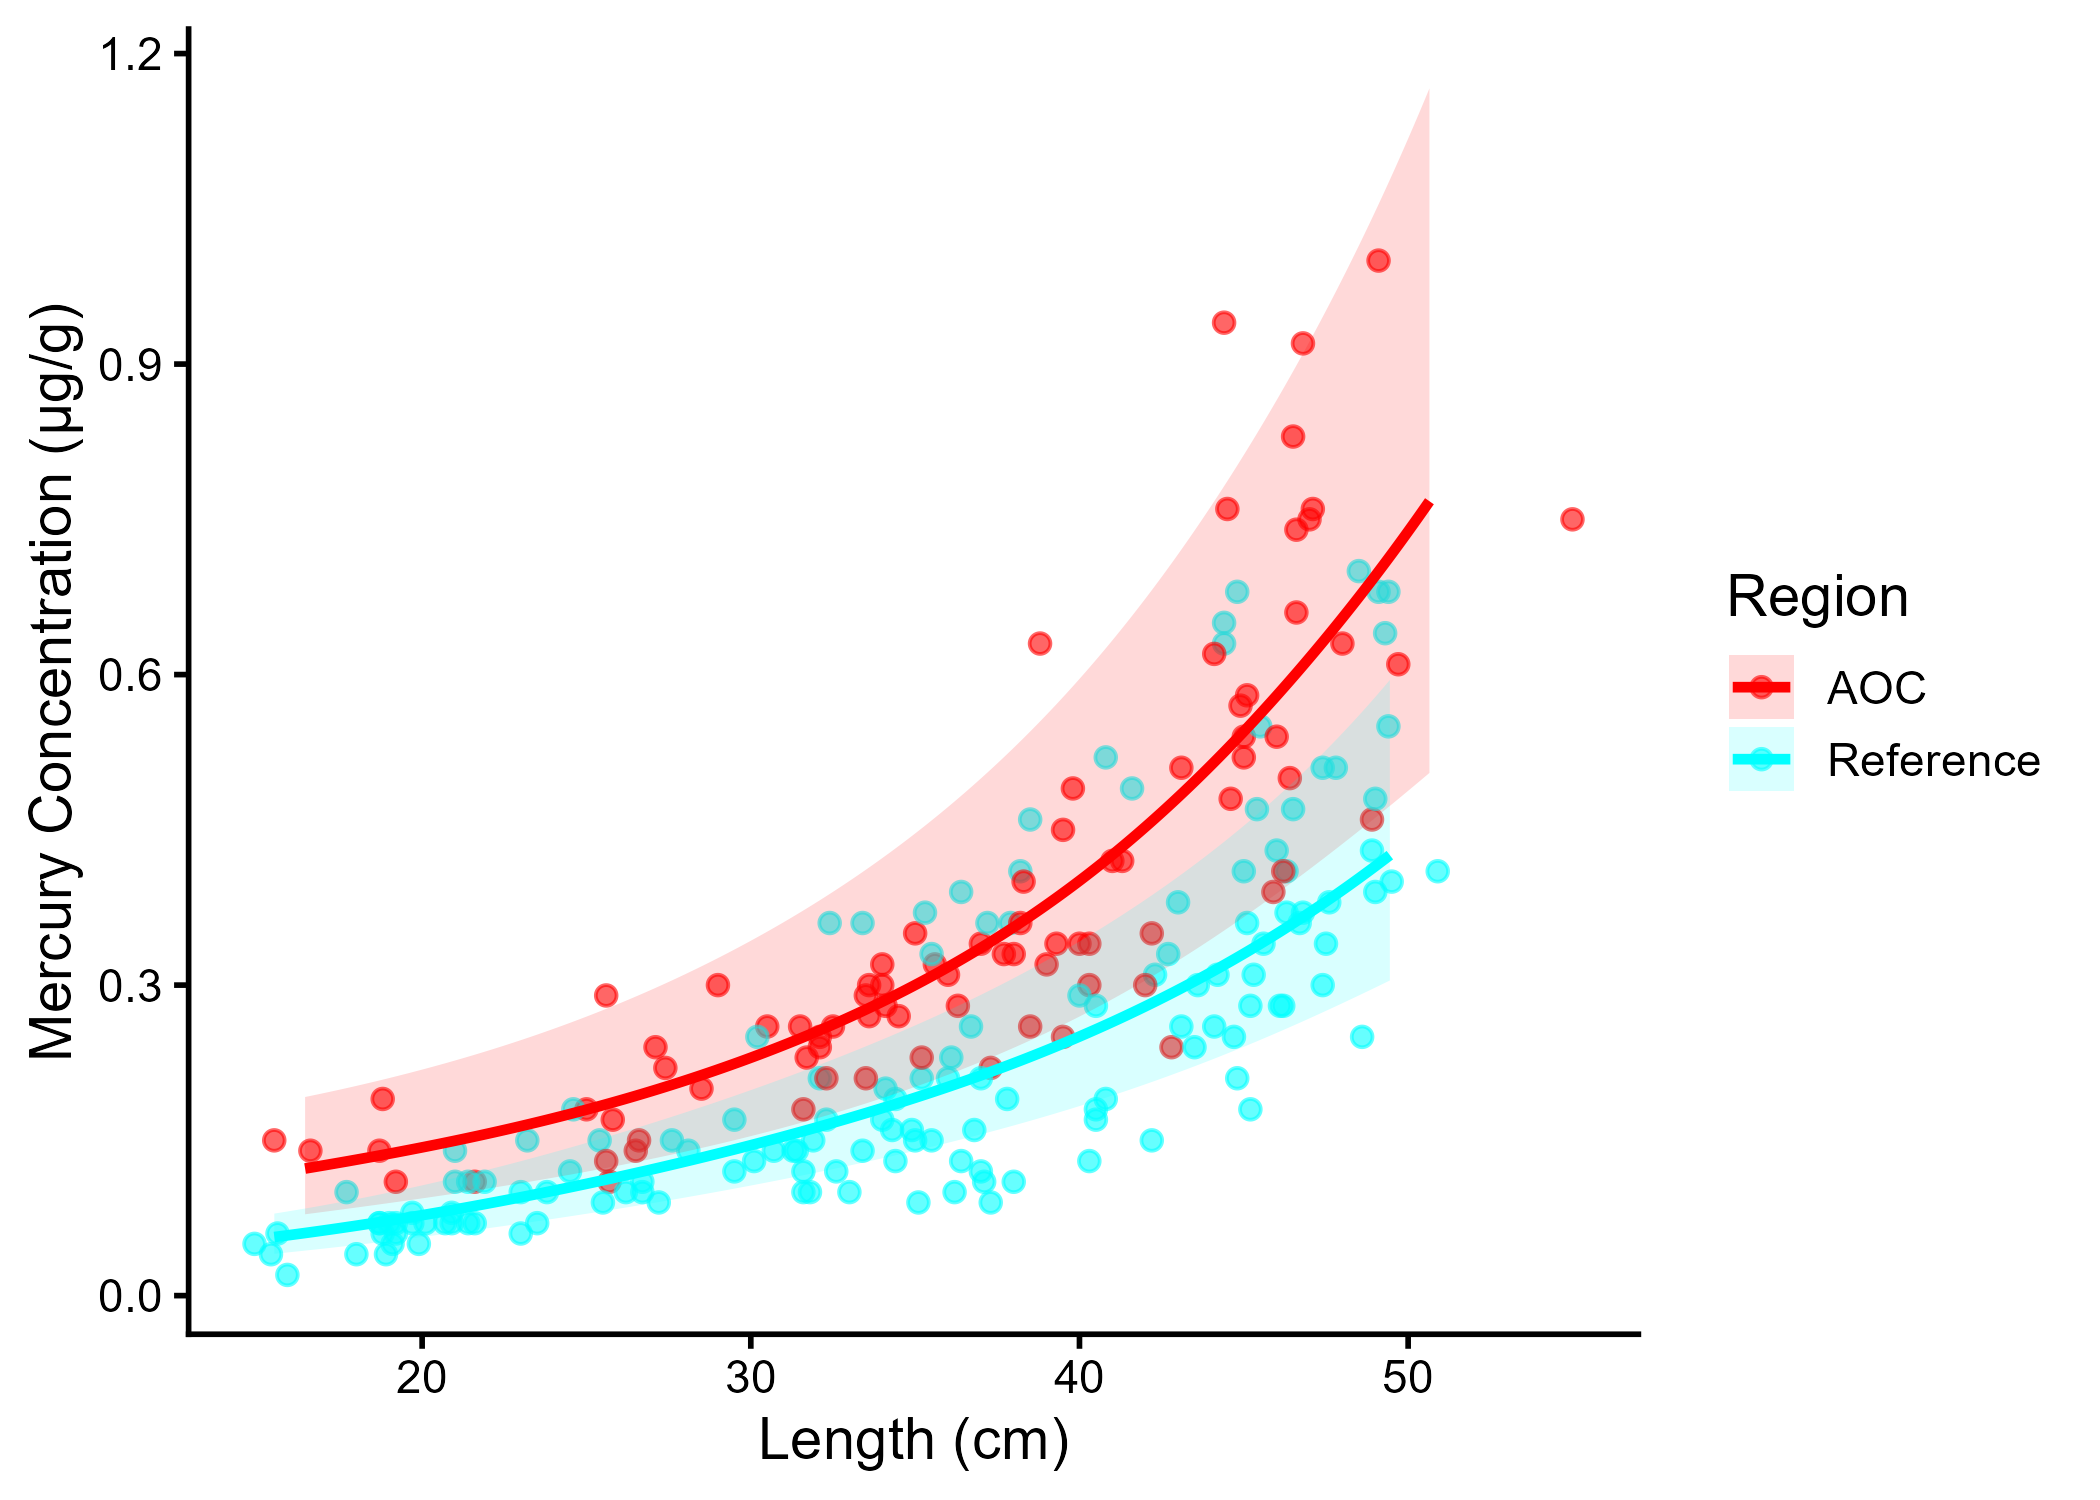 Mercury Concentration (µg/g)
1.2
0.9
0.6
0.3
0.0
20 30 40 50
Length (cm)
Region
AOC
Reference